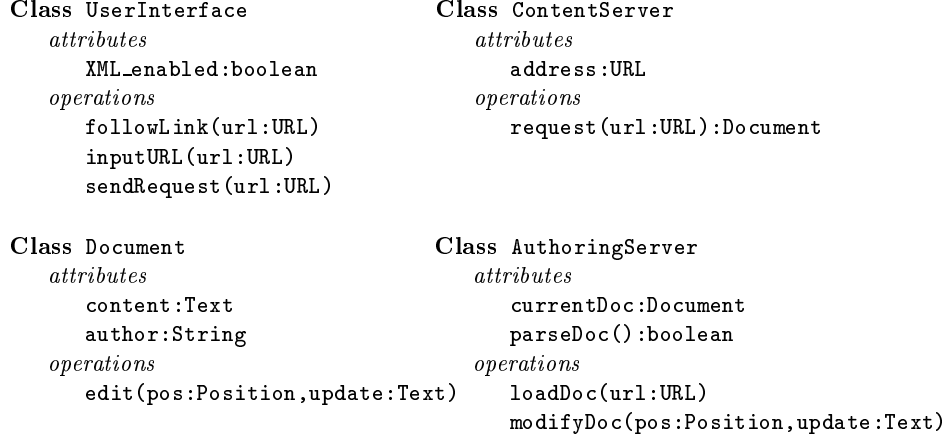 Class UserInterface
attributes
XML_enabled:boolean
operations
followLink(url:URL)
inputURL(url:URL)
sendRequest(url:URL)
Class ContentServer
attributes
address:URL
operations
request(url:URL):Document
Class Document
attributes
content:Text
author:String
operations
edit(pos:Position,update:Text)
Class AuthoringServer
attributes
currentDoc:Document
parseDoc():boolean
operations
loadDoc(url:URL)
modifyDoc(pos:Position,update:Text)